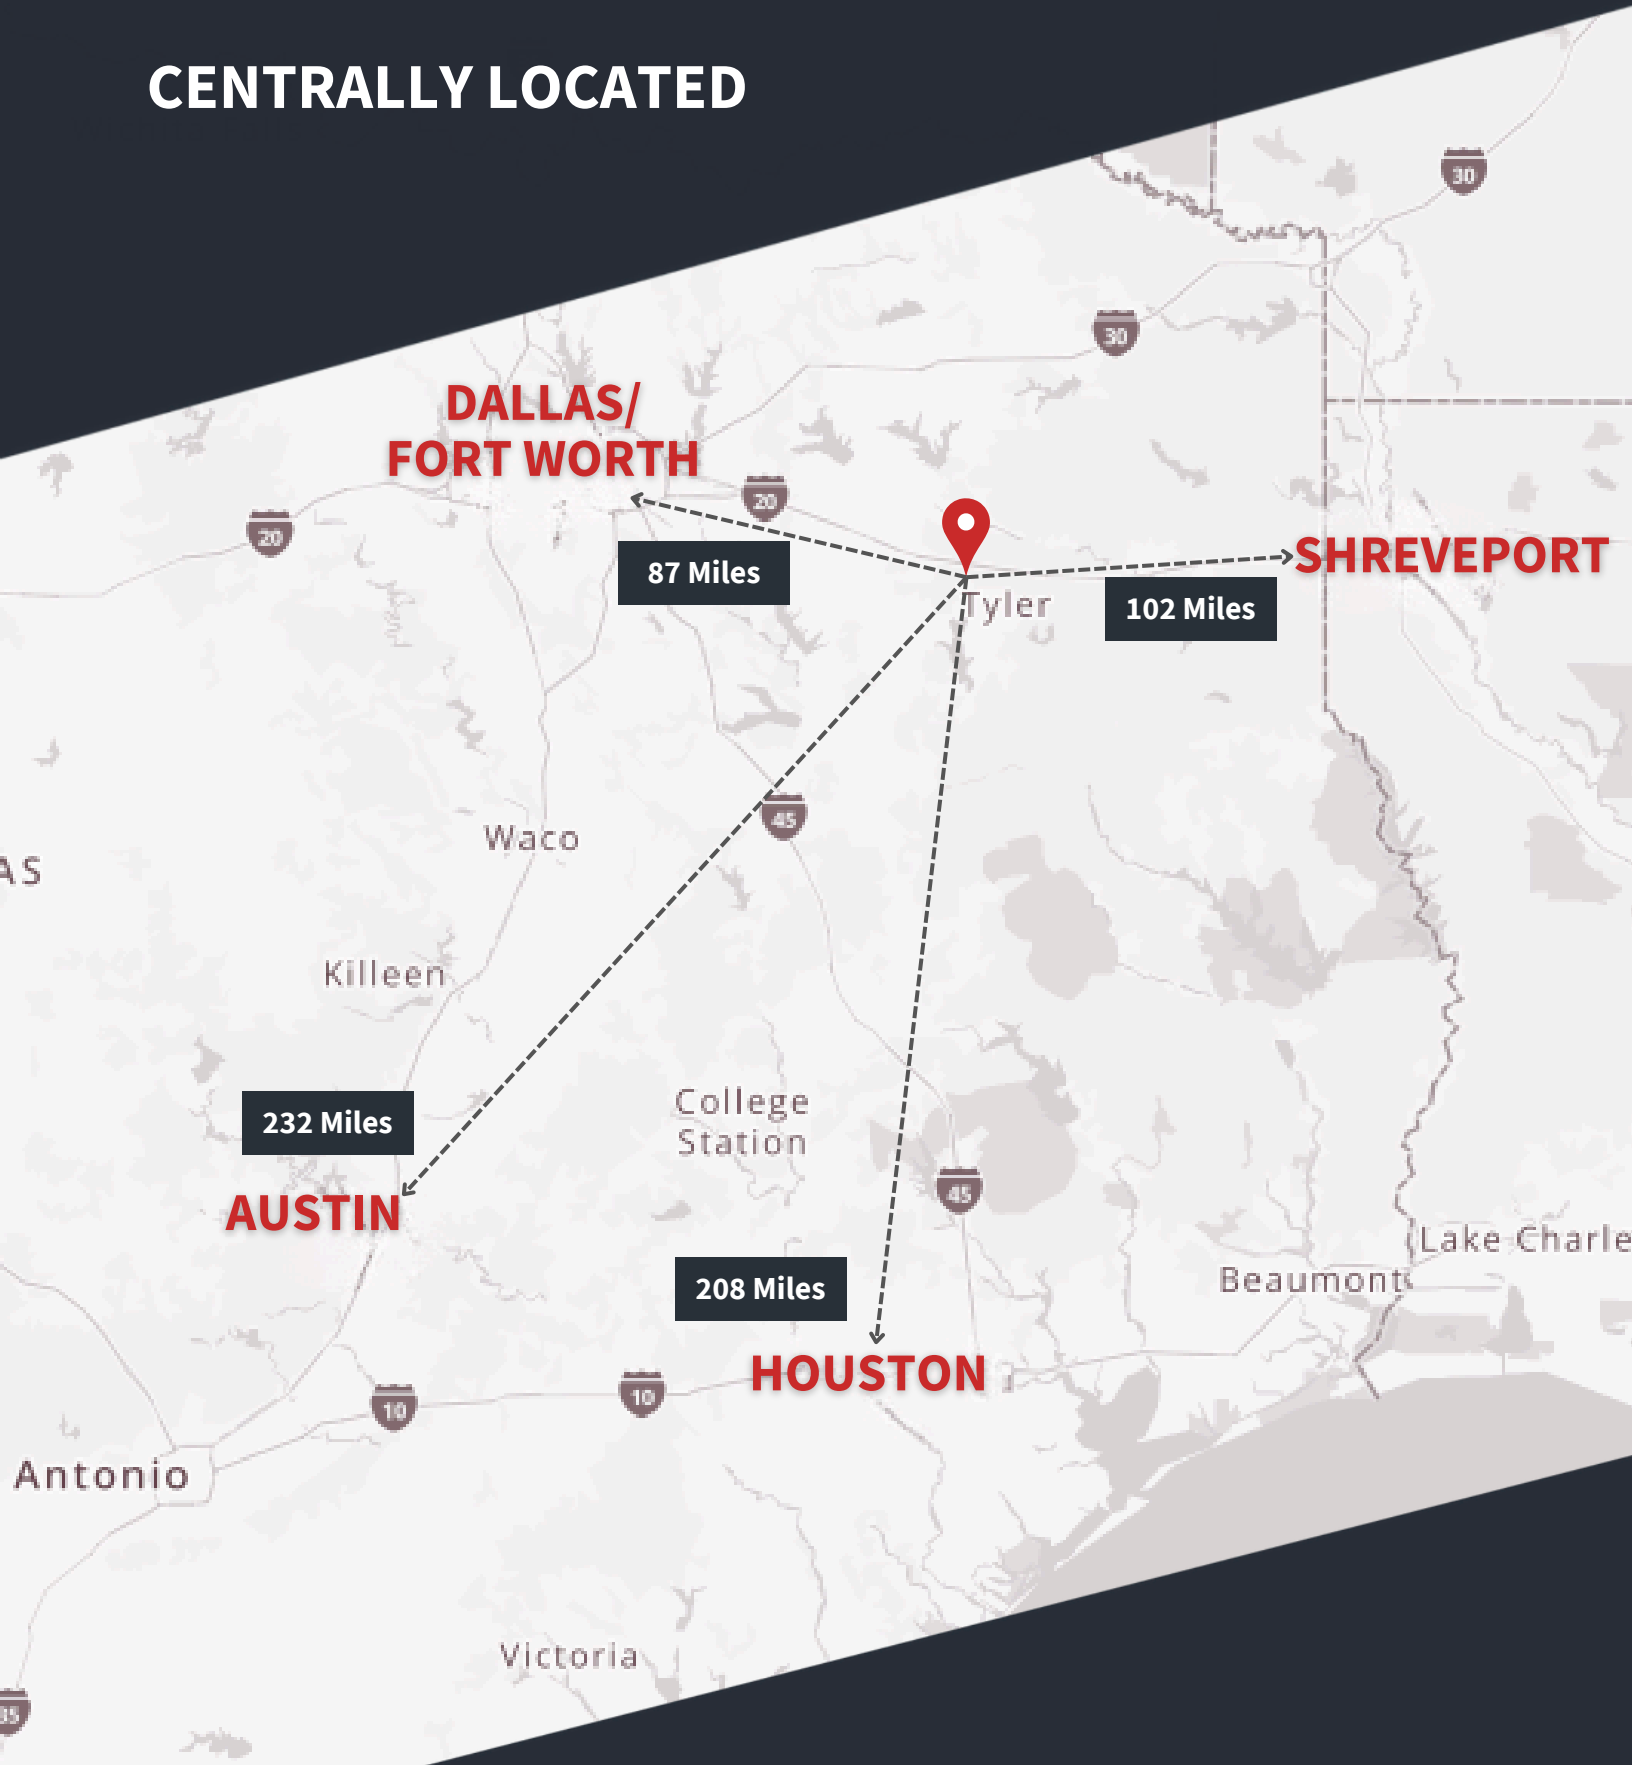 CENTRALLY LOCATED
30
30
DALLAS/
FORT WORTH
20
20
SHREVEPORT
87 Miles
102 Miles
Tyler
45
Waco
AS
Killeen
College
Station
232 Miles
45
AUSTIN
Lake Charle
Beaumont
208 Miles
HOUSTON
10
10
Antonio
Victoria
35